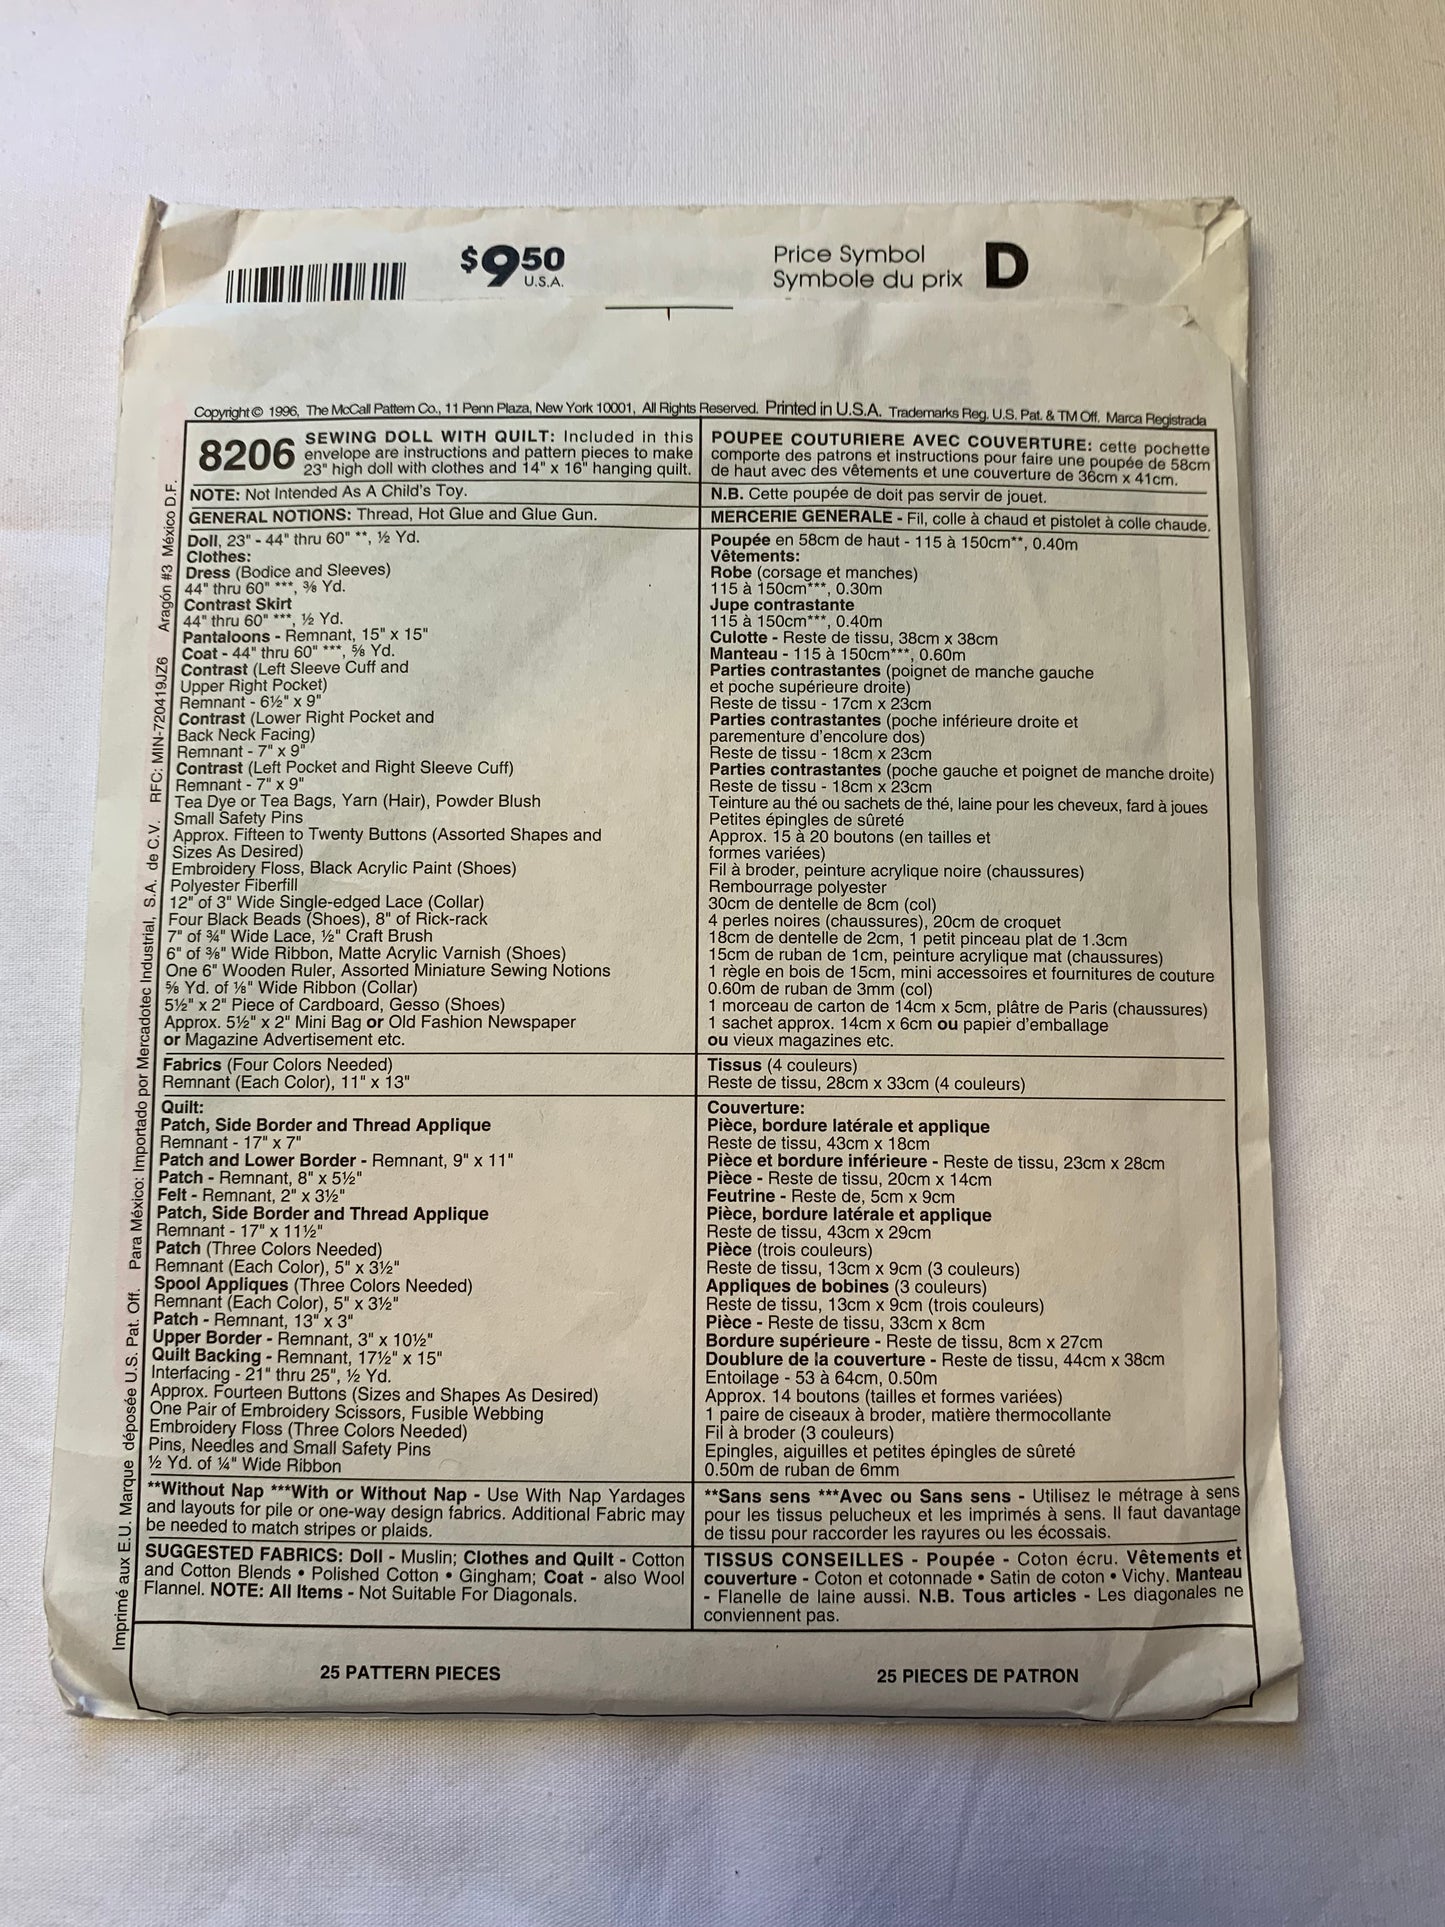 $9.50
U.S.A.
Price Symbol
Symbole du prix
D
Copyright © 1996, The McCall Pattern Co., 11 Penn Plaza, New York 10001, All Rights Reserved. Printed in U.S.A. Trademarks Reg. U.S. Pat. & TM Off. Marca Registrada
8206
SEWING DOLL WITH QUILT: Included in this
envelope are instructions and pattern pieces to make
23" high doll with clothes and 14" x 16" hanging quilt.
NOTE: Not Intended As A Child's Toy.
GENERAL NOTIONS: Thread, Hot Glue and Glue Gun.
Doll, 23" - 44" thru 60" **, ½ Yd.
Clothes:
Dress (Bodice and Sleeves)
44" thru 60" ***, ⅜ Yd.
Contrast Skirt
44" thru 60" ***, ½ Yd.
Pantaloons - Remnant, 15" x 15"
Coat - 44" thru 60" ***, ⅝ Yd.
Contrast (Left Sleeve Cuff and
Upper Right Pocket)
Remnant - 6½" x 9"
Contrast (Lower Right Pocket and
Back Neck Facing)
Remnant - 7" x 9"
Contrast (Left Pocket and Right Sleeve Cuff)
Remnant - 7" x 9"
Tea Dye or Tea Bags, Yarn (Hair), Powder Blush
Small Safety Pins
Approx. Fifteen to Twenty Buttons (Assorted Shapes and
Sizes As Desired)
Embroidery Floss, Black Acrylic Paint (Shoes)
Polyester Fiberfill
12" of 3" Wide Single-edged Lace (Collar)
Four Black Beads (Shoes), 8" of Rick-rack
7" of ¾" Wide Lace, ½" Craft Brush
6" of ⅜" Wide Ribbon, Matte Acrylic Varnish (Shoes)
One 6" Wooden Ruler, Assorted Miniature Sewing Notions
⅝ Yd. of ⅛" Wide Ribbon (Collar)
5½" x 2" Piece of Cardboard, Gesso (Shoes)
Approx. 5½" x 2" Mini Bag or Old Fashion Newspaper
or Magazine Advertisement etc.
Fabrics (Four Colors Needed)
Remnant (Each Color), 11" x 13"
Quilt:
Patch, Side Border and Thread Applique
Remnant - 17" x 7"
Patch and Lower Border - Remnant, 9" x 11"
Patch - Remnant, 8" x 5½"
Felt - Remnant, 2" x 3½"
Patch, Side Border and Thread Applique
Remnant - 17" x 11½"
Patch (Three Colors Needed)
Remnant (Each Color), 5" x 3½"
Spool Appliques (Three Colors Needed)
Remnant (Each Color), 5" x 3½"
Patch - Remnant, 13" x 3"
Upper Border - Remnant, 3" x 10½"
Quilt Backing - Remnant, 17½" x 15"
Interfacing - 21" thru 25", ½ Yd.
Approx. Fourteen Buttons (Sizes and Shapes As Desired)
One Pair of Embroidery Scissors, Fusible Webbing
Embroidery Floss (Three Colors Needed)
Pins, Needles and Small Safety Pins
½ Yd. of ¼" Wide Ribbon
**Without Nap ***With or Without Nap - Use With Nap Yardages
and layouts for pile or one-way design fabrics. Additional Fabric may
be needed to match stripes or plaids.
SUGGESTED FABRICS: Doll - Muslin; Clothes and Quilt - Cotton
and Cotton Blends • Polished Cotton • Gingham; Coat - also Wool
Flannel. NOTE: All Items - Not Suitable For Diagonals.
25 PATTERN PIECES
POUPEE COUTURIERE AVEC COUVERTURE: cette pochette
comporte des patrons et instructions pour faire une poupée de 58cm
de haut avec des vêtements et une couverture de 36cm x 41cm.
N.B. Cette poupée de doit pas servir de jouet.
MERCERIE GENERALE - Fil, colle à chaud et pistolet à colle chaude.
Poupée en 58cm de haut - 115 à 150cm**, 0.40m
Vêtements:
Robe (corsage et manches)
115 à 150cm***, 0.30m
Jupe contrastante
115 à 150cm***, 0.40m
Culotte - Reste de tissu, 38cm x 38cm
Manteau - 115 à 150cm***, 0.60m
Parties contrastantes (poignet de manche gauche
et poche supérieure droite)
Reste de tissu - 17cm x 23cm
Parties contrastantes (poche inférieure droite et
parementure d'encolure dos)
Reste de tissu - 18cm x 23cm
Parties contrastantes (poche gauche et poignet de manche droite)
Reste de tissu - 18cm x 23cm
Teinture au thé ou sachets de thé, laine pour les cheveux, fard à joues
Petites épingles de sûreté
Approx. 15 à 20 boutons (en tailles et
formes variées)
Fil à broder, peinture acrylique noire (chaussures)
Rembourrage polyester
30cm de dentelle de 8cm (col)
4 perles noires (chaussures), 20cm de croquet
18cm de dentelle de 2cm, 1 petit pinceau plat de 1.3cm
15cm de ruban de 1cm, peinture acrylique mat (chaussures)
1 règle en bois de 15cm, mini accessoires et fournitures de couture
0.60m de ruban de 3mm (col)
1 morceau de carton de 14cm x 5cm, plâtre de Paris (chaussures)
1 sachet approx. 14cm x 6cm ou papier d'emballage
ou vieux magazines etc.
Tissus (4 couleurs)
Reste de tissu, 28cm x 33cm (4 couleurs)
Couverture:
Pièce, bordure latérale et applique
Reste de tissu, 43cm x 18cm
Pièce et bordure inférieure - Reste de tissu, 23cm x 28cm
Pièce - Reste de tissu, 20cm x 14cm
Feutrine - Reste de, 5cm x 9cm
Pièce, bordure latérale et applique
Reste de tissu, 43cm x 29cm
Pièce (trois couleurs)
Reste de tissu, 13cm x 9cm (3 couleurs)
Appliques de bobines (3 couleurs)
Reste de tissu, 13cm x 9cm (trois couleurs)
Pièce - Reste de tissu, 33cm x 8cm
Bordure supérieure - Reste de tissu, 8cm x 27cm
Doublure de la couverture - Reste de tissu, 44cm x 38cm
Entoilage - 53 à 64cm, 0.50m
Approx. 14 boutons (tailles et formes variées)
1 paire de ciseaux à broder, matière thermocollante
Fil à broder (3 couleurs)
Epingles, aiguilles et petites épingles de sûreté
0.50m de ruban de 6mm
**Sans sens ***Avec ou Sans sens - Utilisez le métrage à sens
pour les tissus pelucheux et les imprimés à sens. Il faut davantage
de tissu pour raccorder les rayures ou les écossais.
TISSUS CONSEILLES - Poupée - Coton écru. Vêtements et
couverture - Coton et cotonnade • Satin de coton • Vichy. Manteau
- Flanelle de laine aussi. N.B. Tous articles - Les diagonales ne
conviennent pas.
25 PIECES DE PATRON
Imprimé aux E.U. Marque déposée U.S. Pat. Off. Para México: Importado por Mercadotec Industrial, S.A. de C.V. RFC: MIN-720419JZ6 Aragón #3 México D.F.